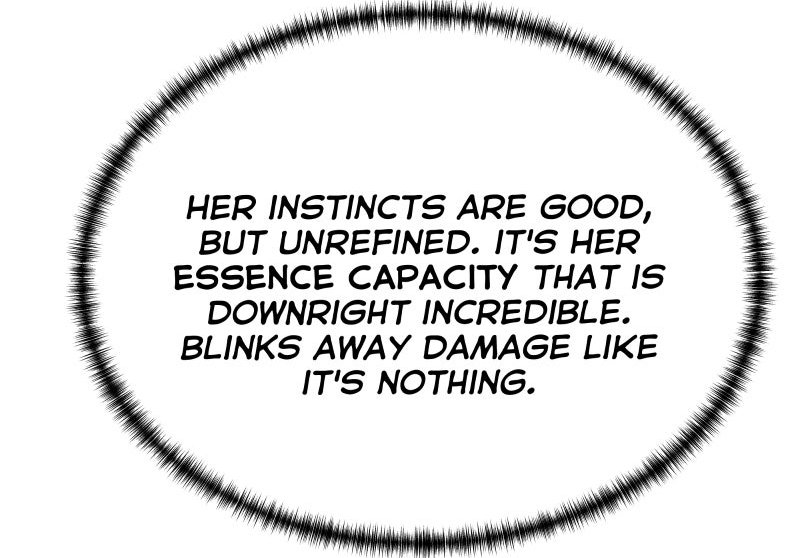 HER INSTINCTS ARE GOOD,
BUT UNREFINED. IT'S HER
ESSENCE CAPACITY THAT IS
DOWNRIGHT INCREDIBLE.
BLINKS AWAY DAMAGE LIKE
IT'S NOTHING.